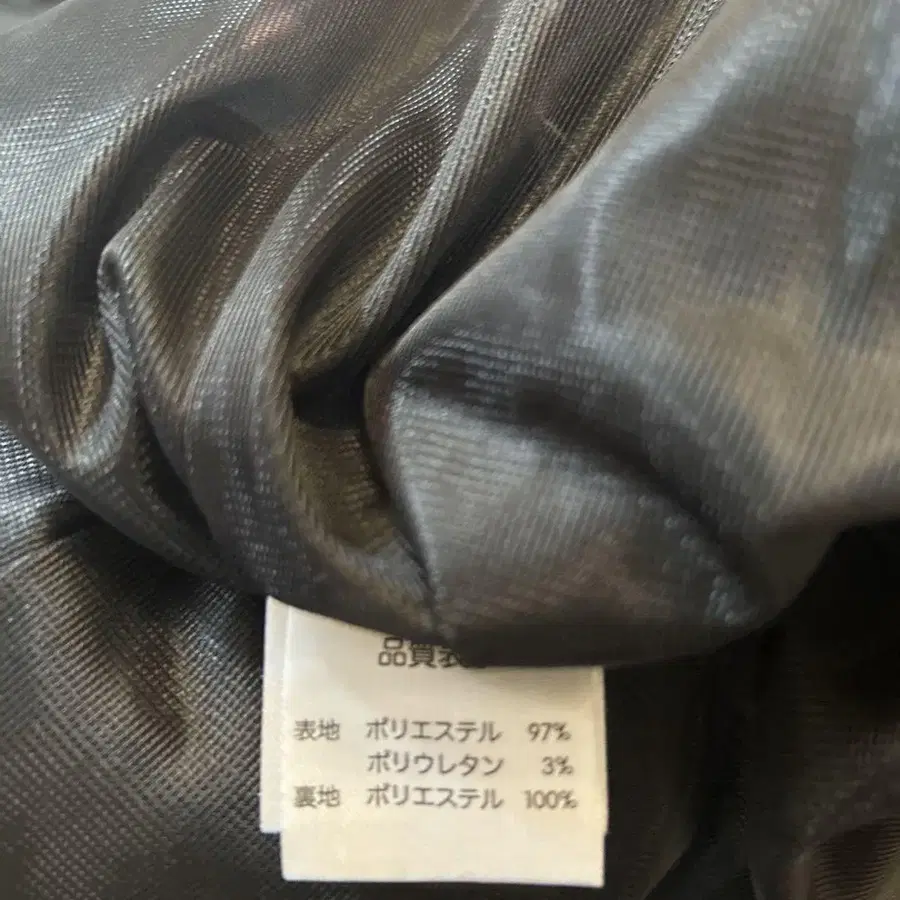 品質表
表地 ポリエステル 97%
ポリウレタン 3%
裏地 ポリエステル 100%